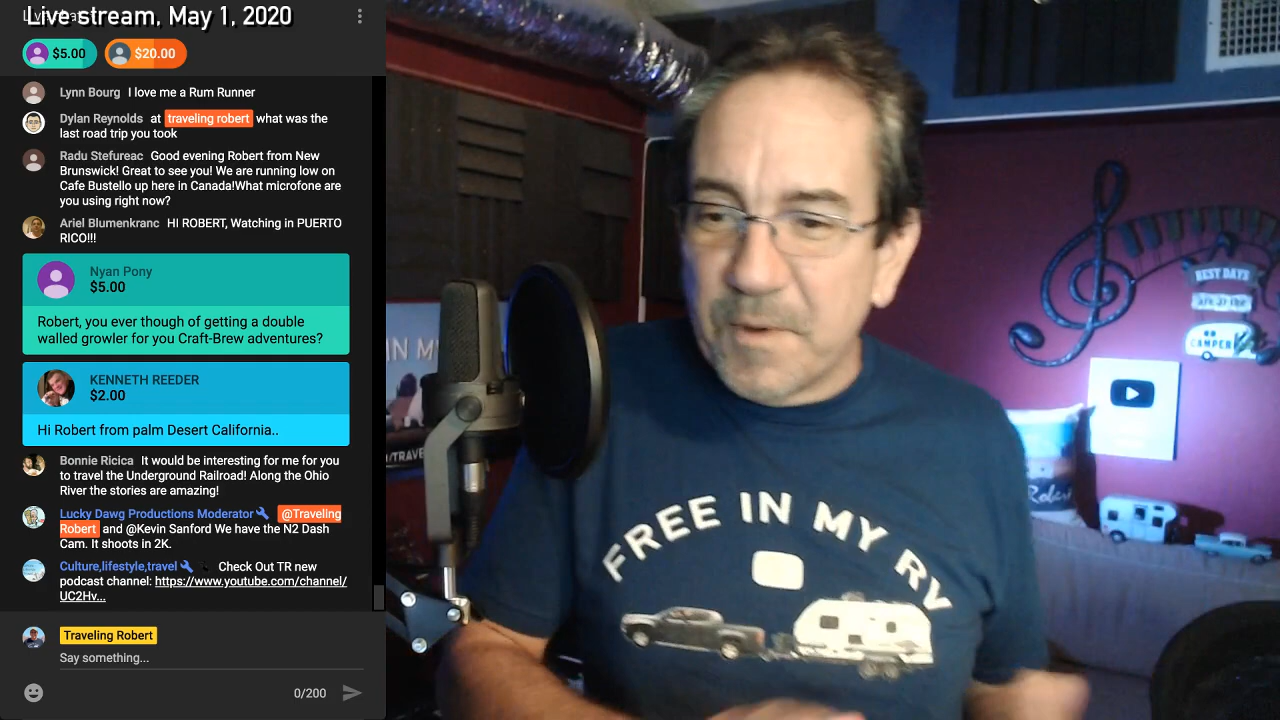 Live stream, May 1, 2020
$5.00
$20.00
Lynn Bourg I love me a Rum Runner
Dylan Reynolds at traveling robert what was the
last road trip you took
Radu Stefureac Good evening Robert from New
Brunswick! Great to see you! We are running low on
Cafe Bustello up here in Canada!What microfone are
you using right now?
Ariel Blumenkranc HI ROBERT, Watching in PUERTO
RICO!!!
Nyan Pony
$5.00
Robert, you ever though of getting a double
walled growler for you Craft-Brew adventures?
KENNETH REEDER
$2.00
Hi Robert from palm Desert California..
Bonnie Ricica It would be interesting for me for you
to travel the Underground Railroad! Along the Ohio
River the stories are amazing!
Lucky Dawg Productions Moderator @Traveling
Robert and @Kevin Sanford We have the N2 Dash
Cam. It shoots in 2K.
Culture,lifestyle,travel Check Out TR new
podcast channel: https://www.youtube.com/channel/
UC2Hv...
Traveling Robert
Say something...
0/200
IN MY
/TRAVE
FREE IN MY RV
BEST DAYS
CAMPER
Robert